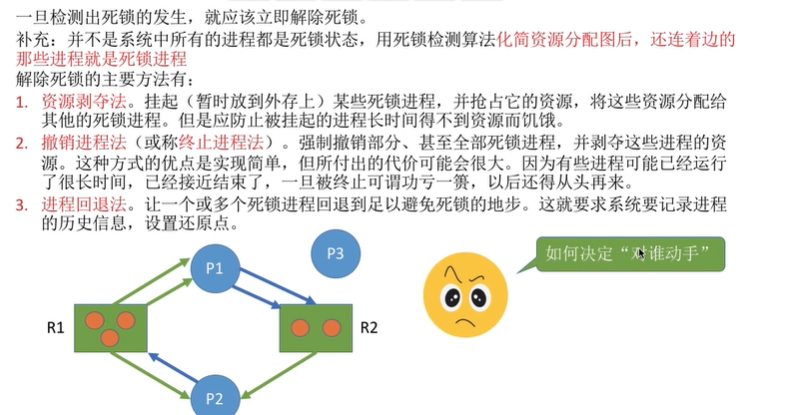 一旦检测出死锁的发生，就应该立即解除死锁。
补充：并不是系统中所有的进程都是死锁状态，用死锁检测算法化简资源分配图后，还连着边的
那些进程就是死锁进程
解除死锁的主要方法有：
1. 资源剥夺法。挂起（暂时放到外存上）某些死锁进程，并抢占它的资源，将这些资源分配给
其他的死锁进程。但是应防止被挂起的进程长时间得不到资源而饥饿。
2. 撤销进程法（或称终止进程法）。强制撤销部分、甚至全部死锁进程，并剥夺这些进程的资
源。这种方式的优点是实现简单，但所付出的代价可能会很大。因为有些进程可能已经运行
了很长时间，已经接近结束了，一旦被终止可谓功亏一篑，以后还得从头再来。
3. 进程回退法。让一个或多个死锁进程回退到足以避免死锁的地步。这就要求系统要记录进程
的历史信息，设置还原点。
P3
如何决定“对谁动手”
P1
R1
R2
P2